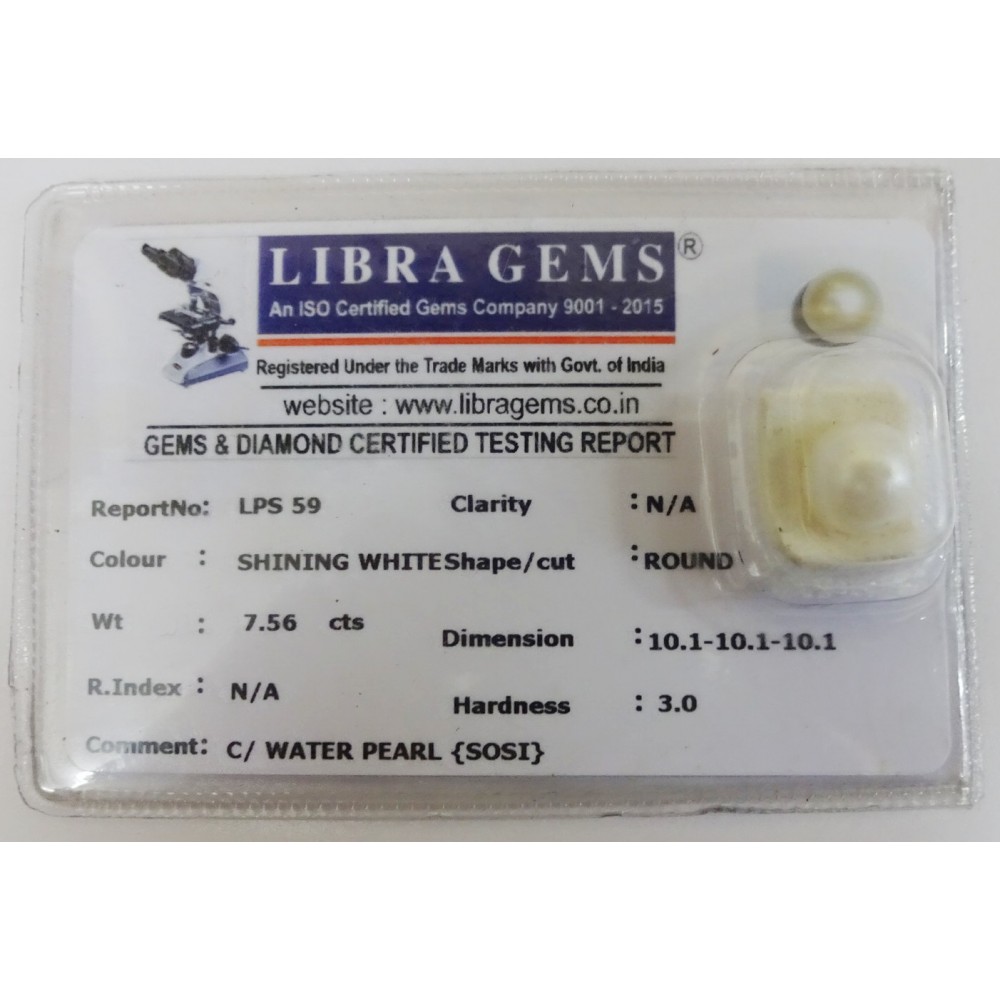 LIBRA GEMS ®
An ISO Certified Gems Company 9001 - 2015
Registered Under the Trade Marks with Govt. of India
website : www.libragems.co.in
GEMS & DIAMOND CERTIFIED TESTING REPORT
ReportNo: LPS 59 Clarity : N/A
Colour : SHINING WHITE Shape/cut : ROUND
Wt : 7.56 cts Dimension : 10.1-10.1-10.1
R.Index : N/A Hardness : 3.0
Comment: C/ WATER PEARL {SOSI}